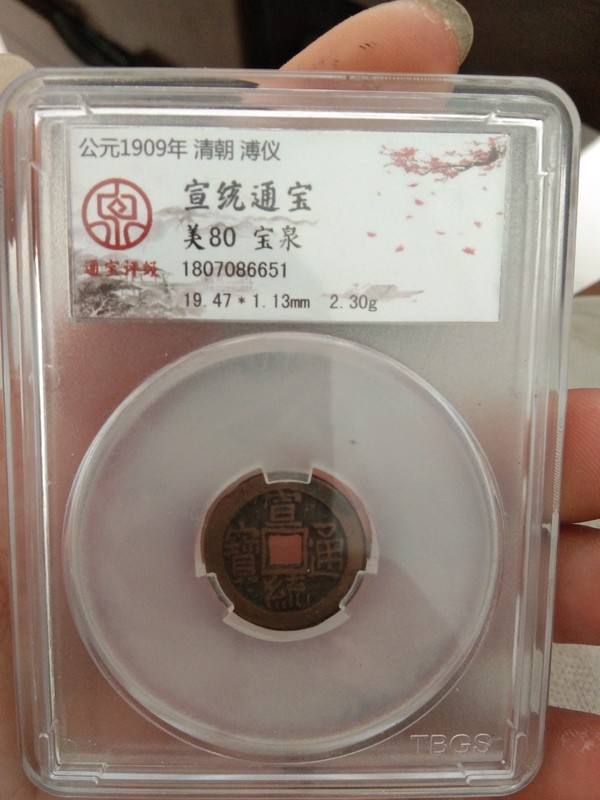 公元1909年 清朝 溥仪
宣统通宝
美80 宝泉
通宝评级
1807086651
19.47*1.13mm 2.30g
宣
寶 通
統
TBGS